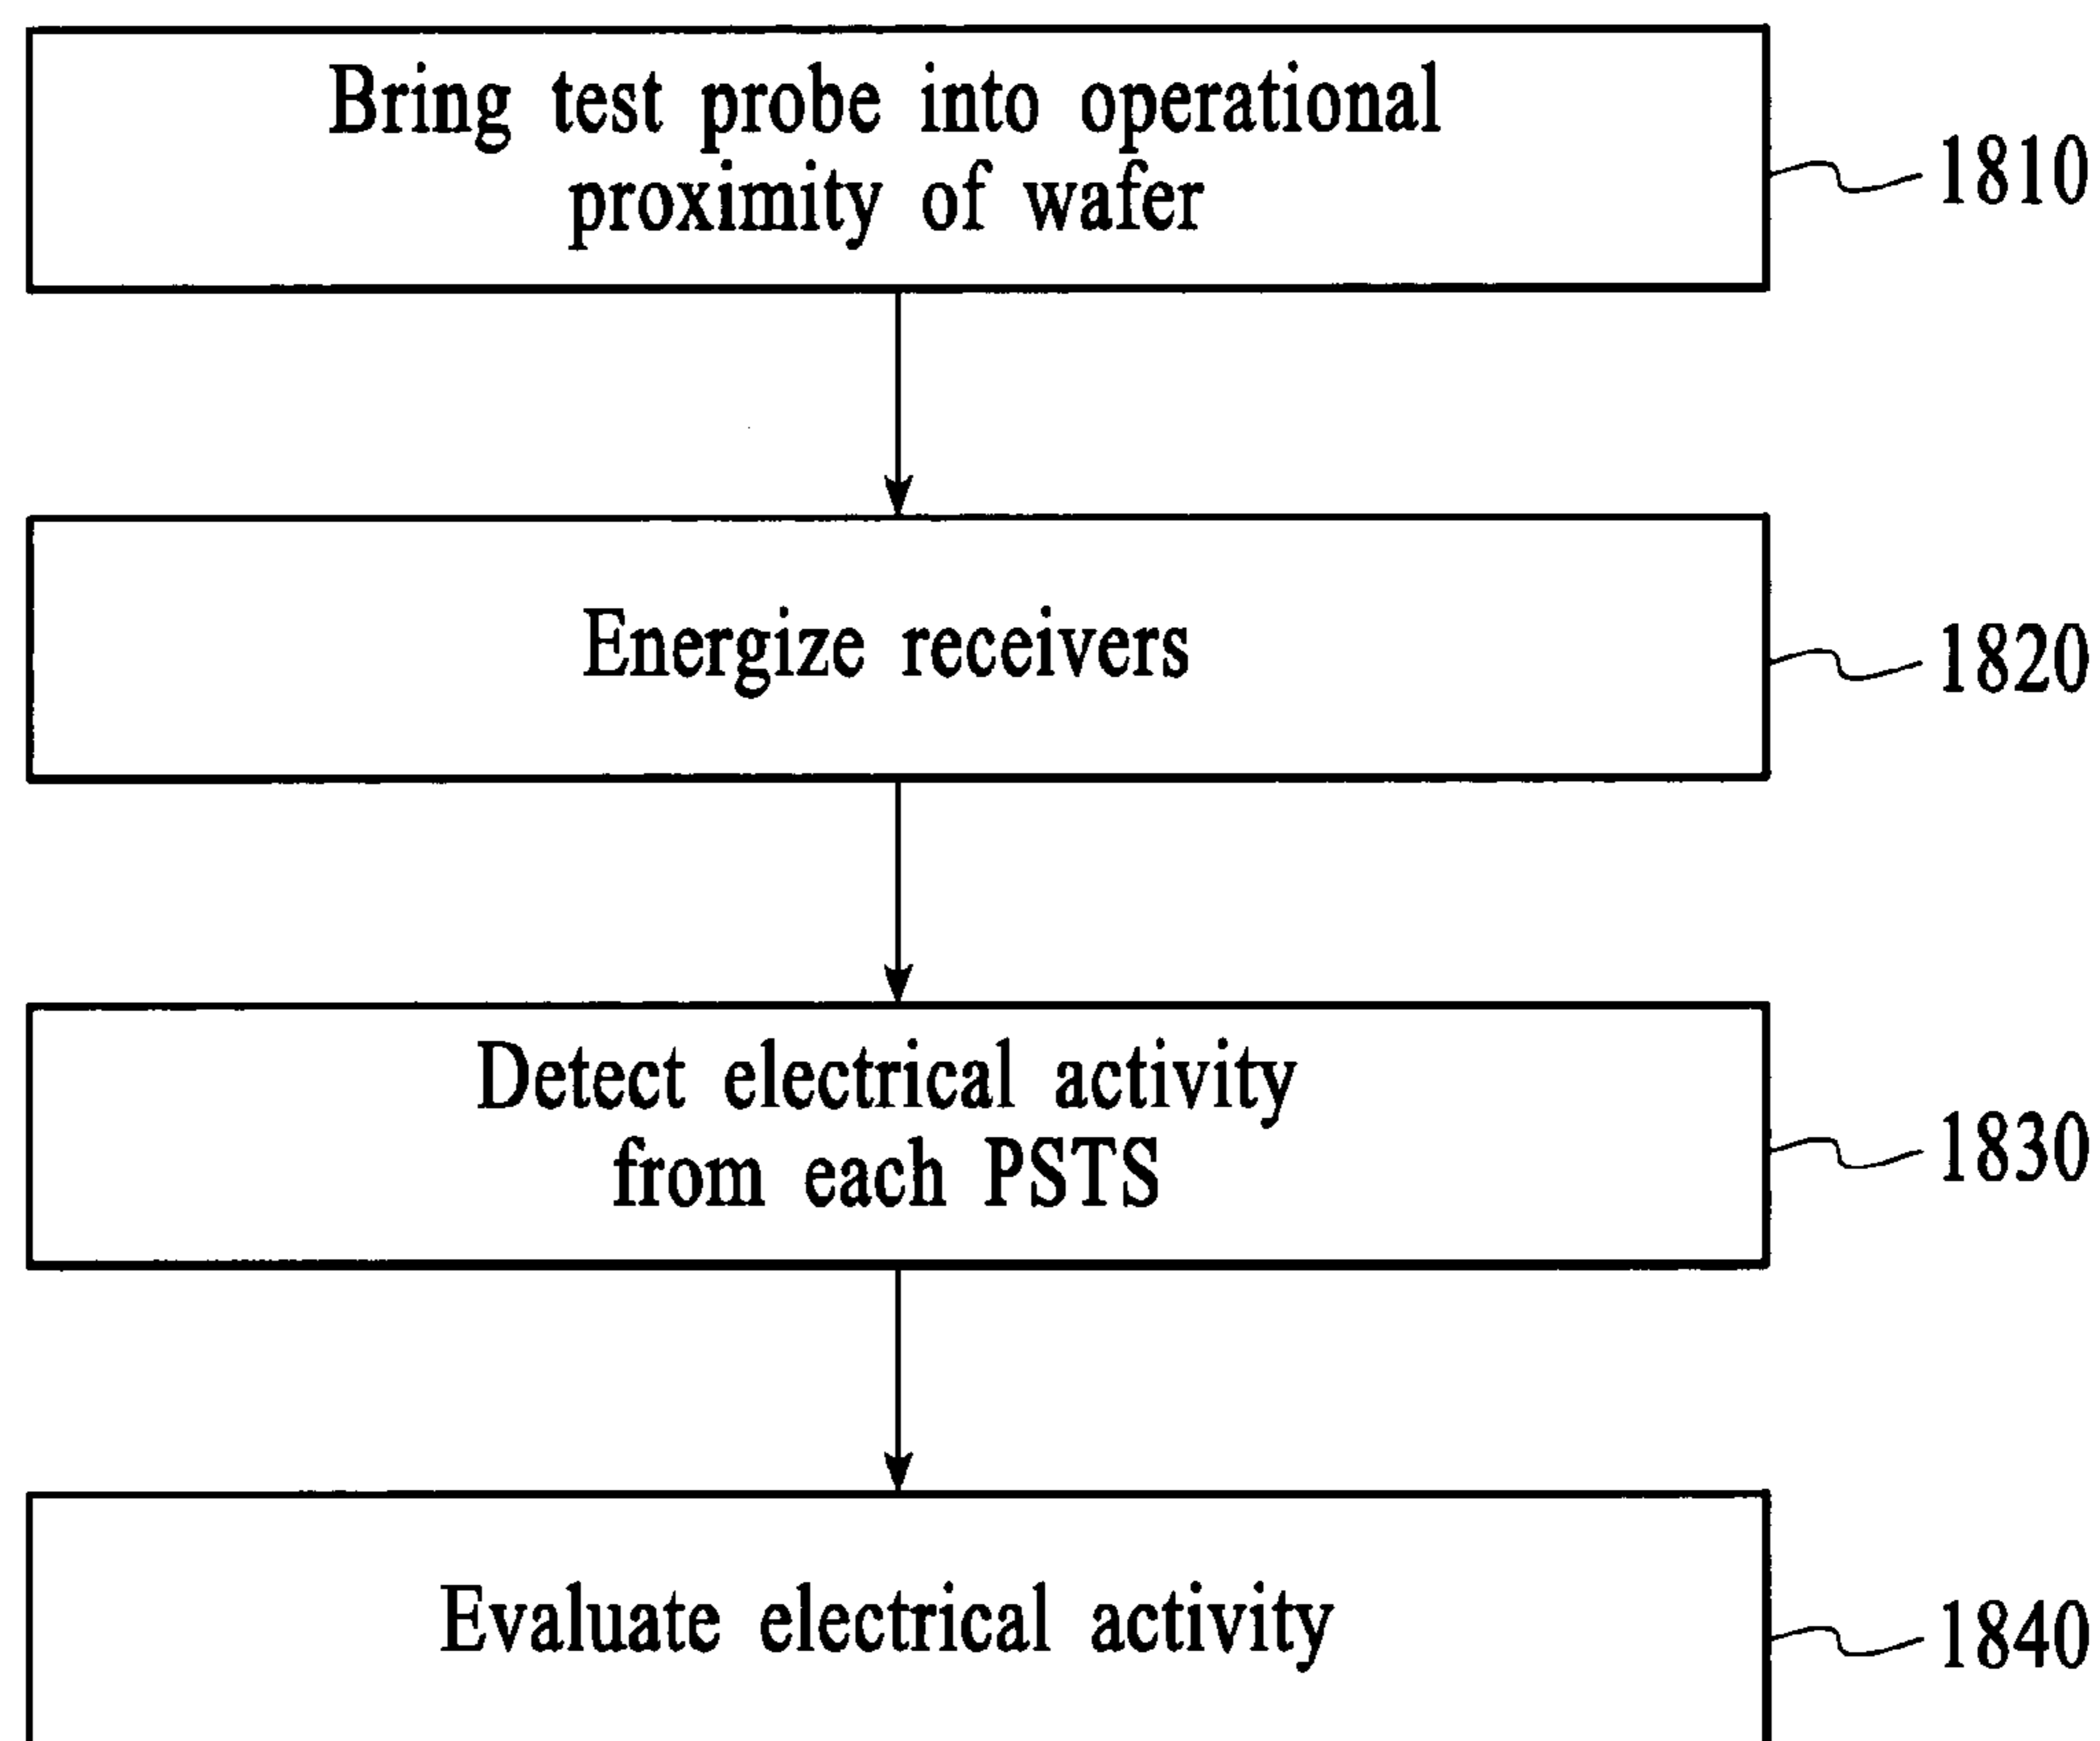 Bring test probe into operational
proximity of wafer
1810
Energize receivers
1820
Detect electrical activity
from each PSTS
1830
Evaluate electrical activity
1840